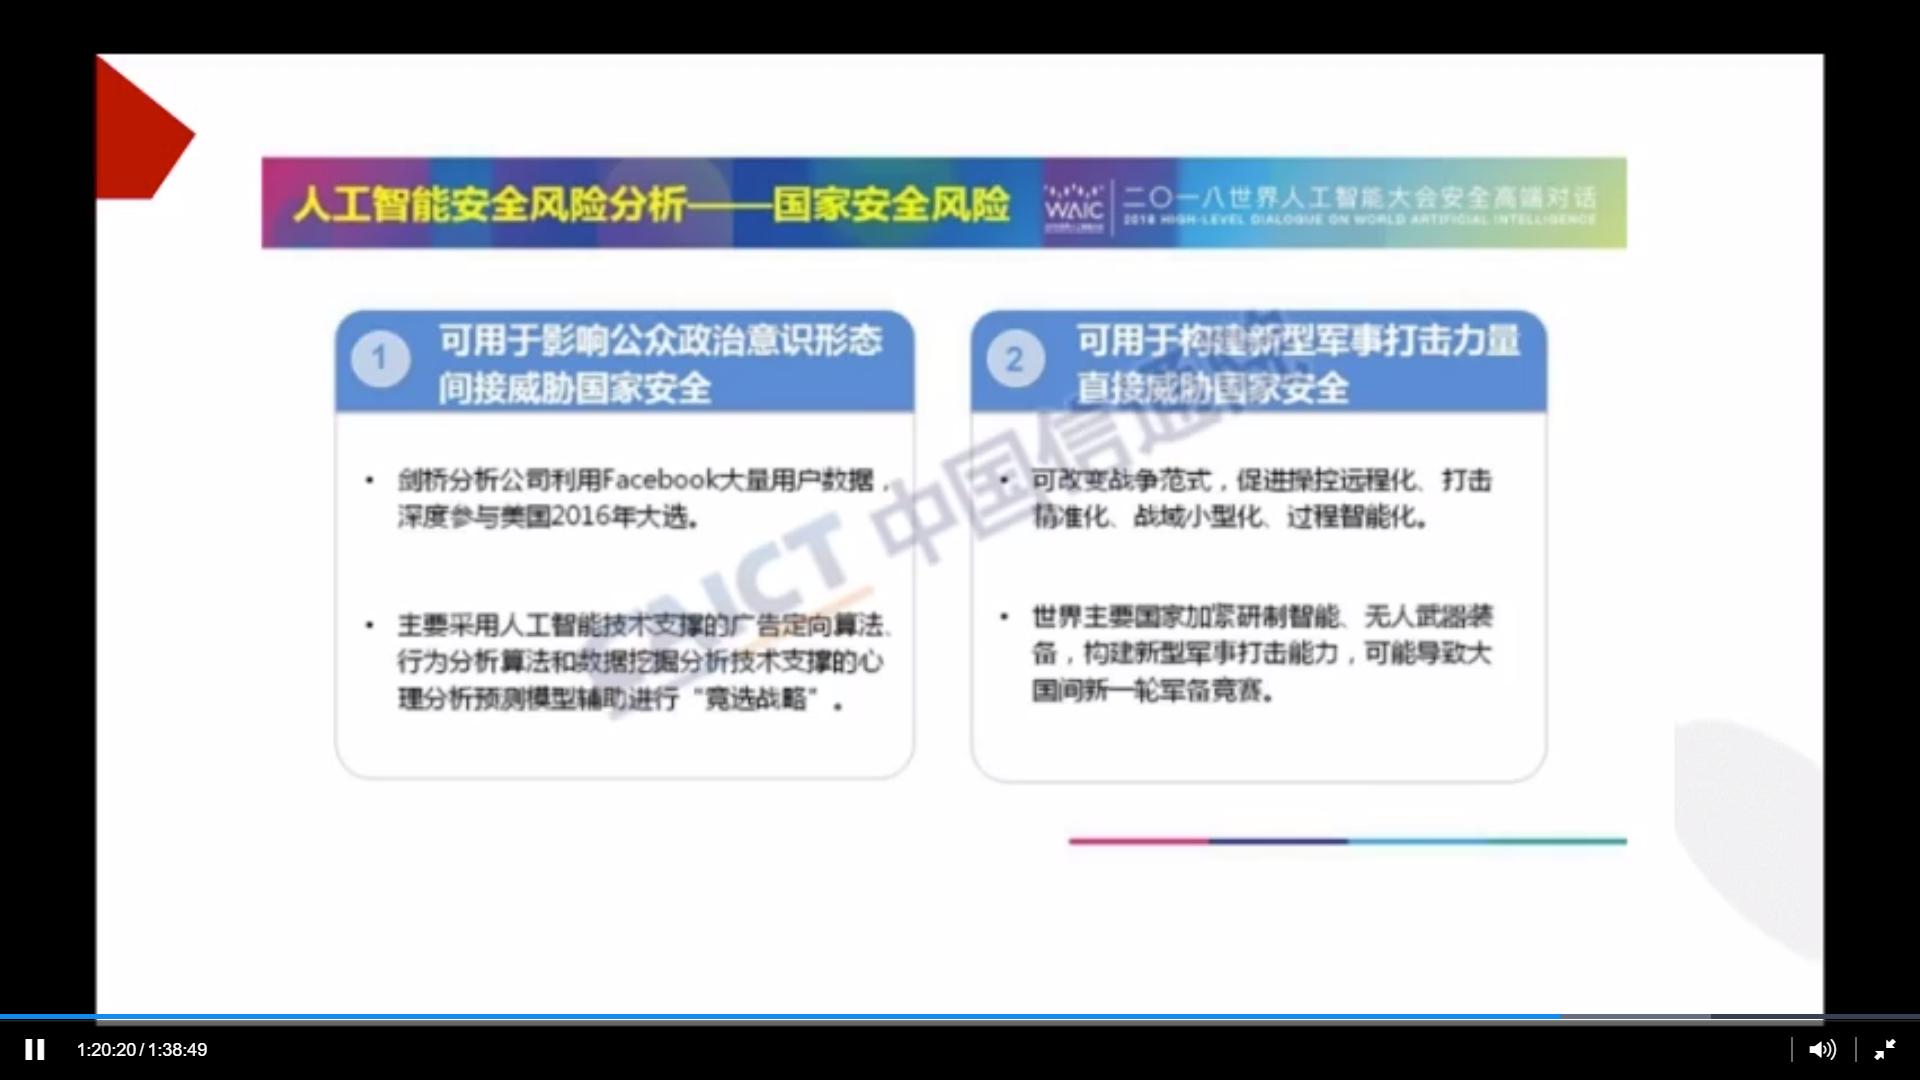 人工智能安全风险分析——国家安全风险
WAIC
二〇一八世界人工智能大会安全高端对话
2018 HIGH-LEVEL DIALOGUE ON WORLD ARTIFICIAL INTELLIGENCE
1
可用于影响公众政治意识形态
间接威胁国家安全
• 剑桥分析公司利用Facebook大量用户数据，
深度参与美国2016年大选。
• 主要采用人工智能技术支撑的广告定向算法、
行为分析算法和数据挖掘分析技术支撑的心
理分析预测模型辅助进行“竞选战略”。
2
可用于构建新型军事打击力量
直接威胁国家安全
• 可改变战争范式，促进操控远程化、打击
精准化、战域小型化、过程智能化。
• 世界主要国家加紧研制智能、无人武器装
备，构建新型军事打击能力，可能导致大
国间新一轮军备竞赛。
CAICT 中国信通院
1:20:20 / 1:38:49